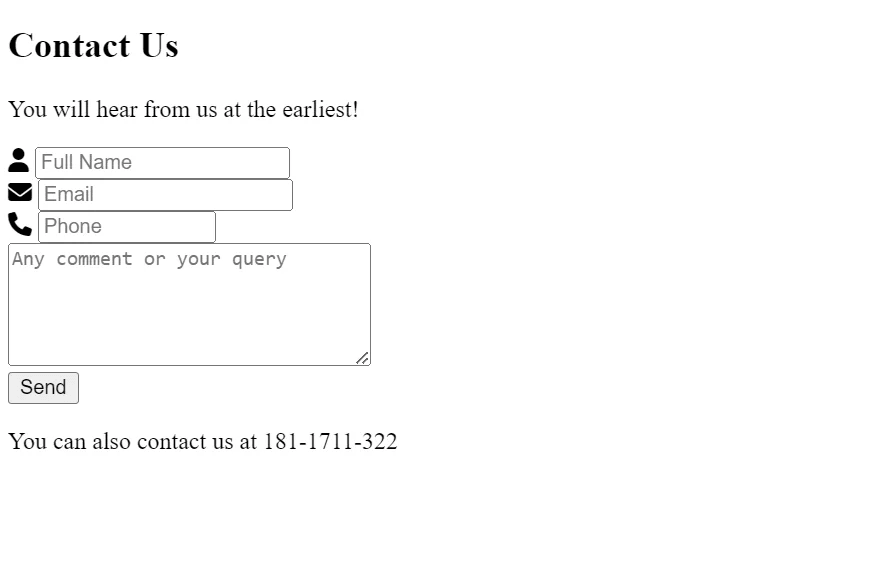 Contact Us
You will hear from us at the earliest!
Full Name
Email
Phone
Any comment or your query
Send
You can also contact us at 181-1711-322